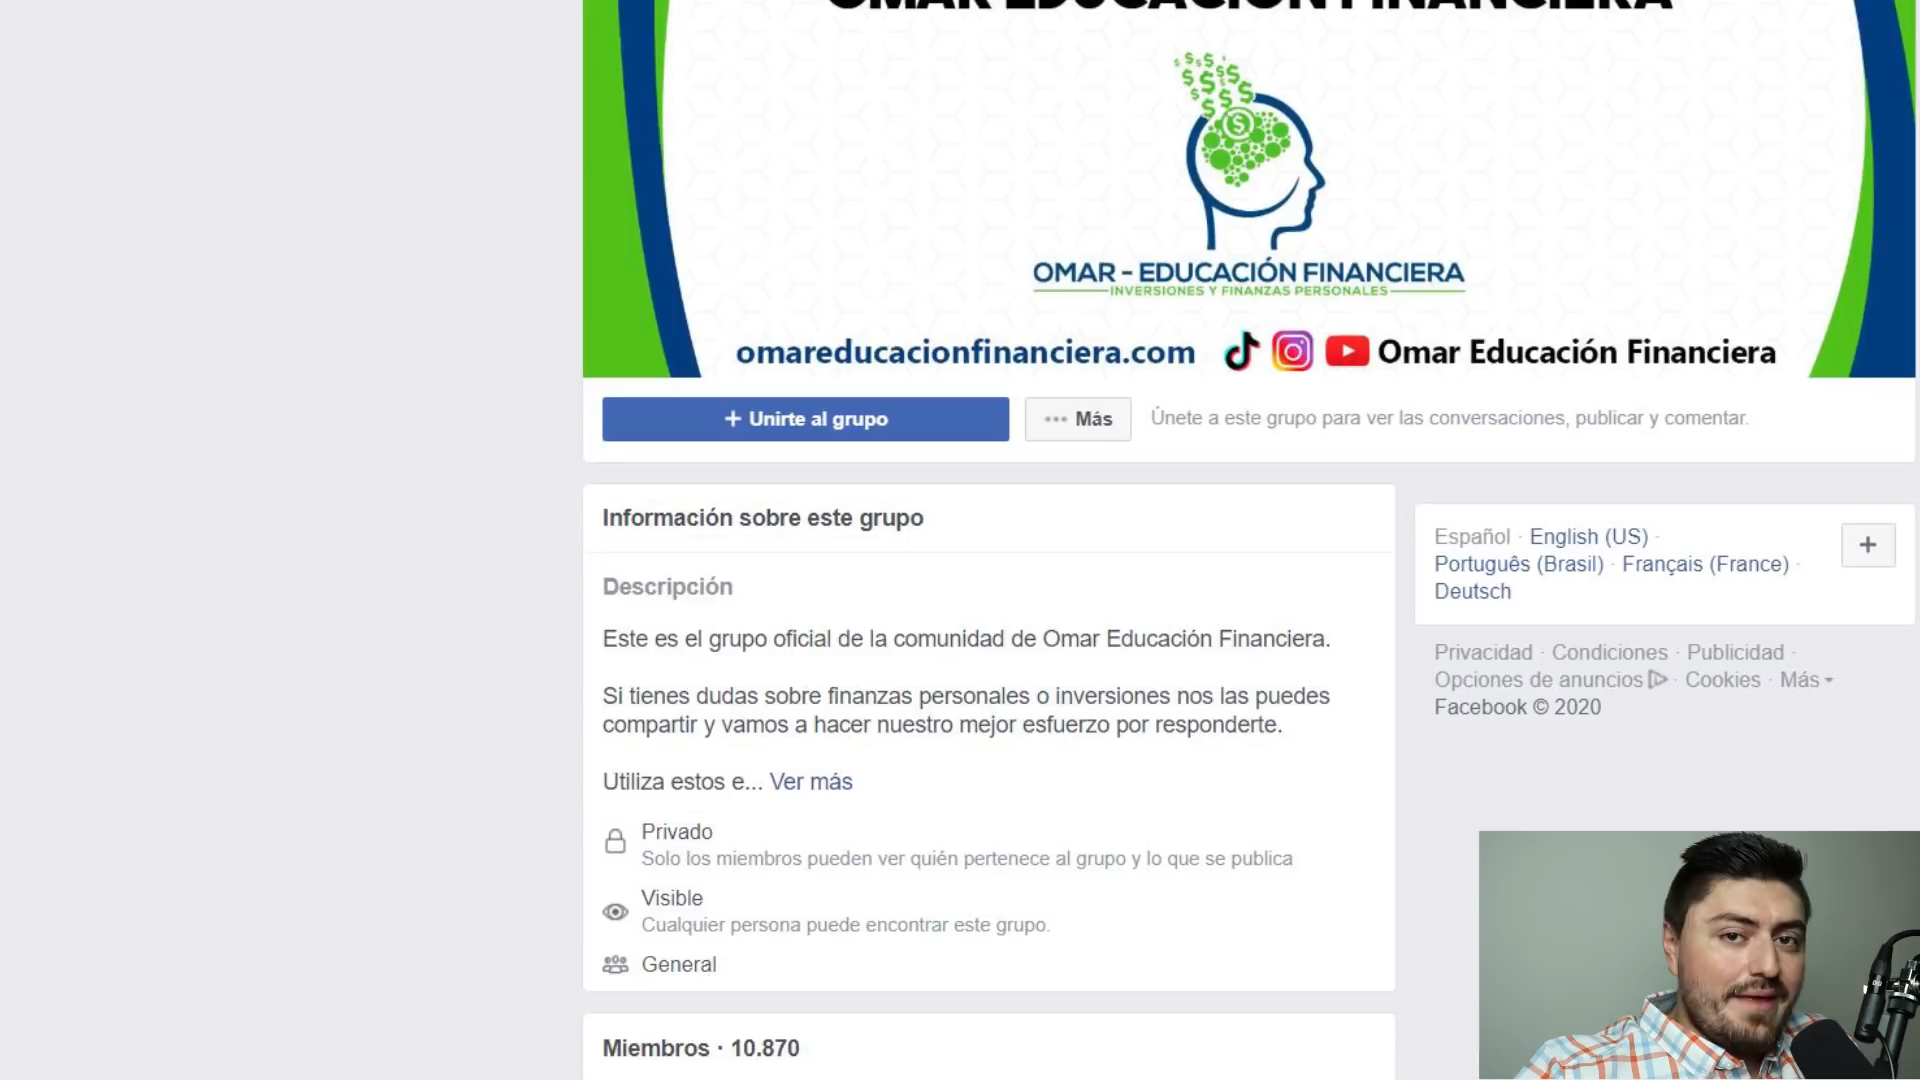 OMAR EDUCACIÓN FINANCIERA
OMAR - EDUCACIÓN FINANCIERA
INVERSIONES Y FINANZAS PERSONALES
omareducacionfinanciera.com Omar Educación Financiera
+ Unirte al grupo ··· Más Únete a este grupo para ver las conversaciones, publicar y comentar.
Información sobre este grupo
Descripción
Este es el grupo oficial de la comunidad de Omar Educación Financiera.
Si tienes dudas sobre finanzas personales o inversiones nos las puedes
compartir y vamos a hacer nuestro mejor esfuerzo por responderte.
Utiliza estos e... Ver más
Privado
Solo los miembros pueden ver quién pertenece al grupo y lo que se publica
Visible
Cualquier persona puede encontrar este grupo.
General
Miembros · 10.870
Español · English (US) ·
Português (Brasil) · Français (France) ·
Deutsch
+
Privacidad · Condiciones · Publicidad ·
Opciones de anuncios · Cookies · Más
Facebook © 2020